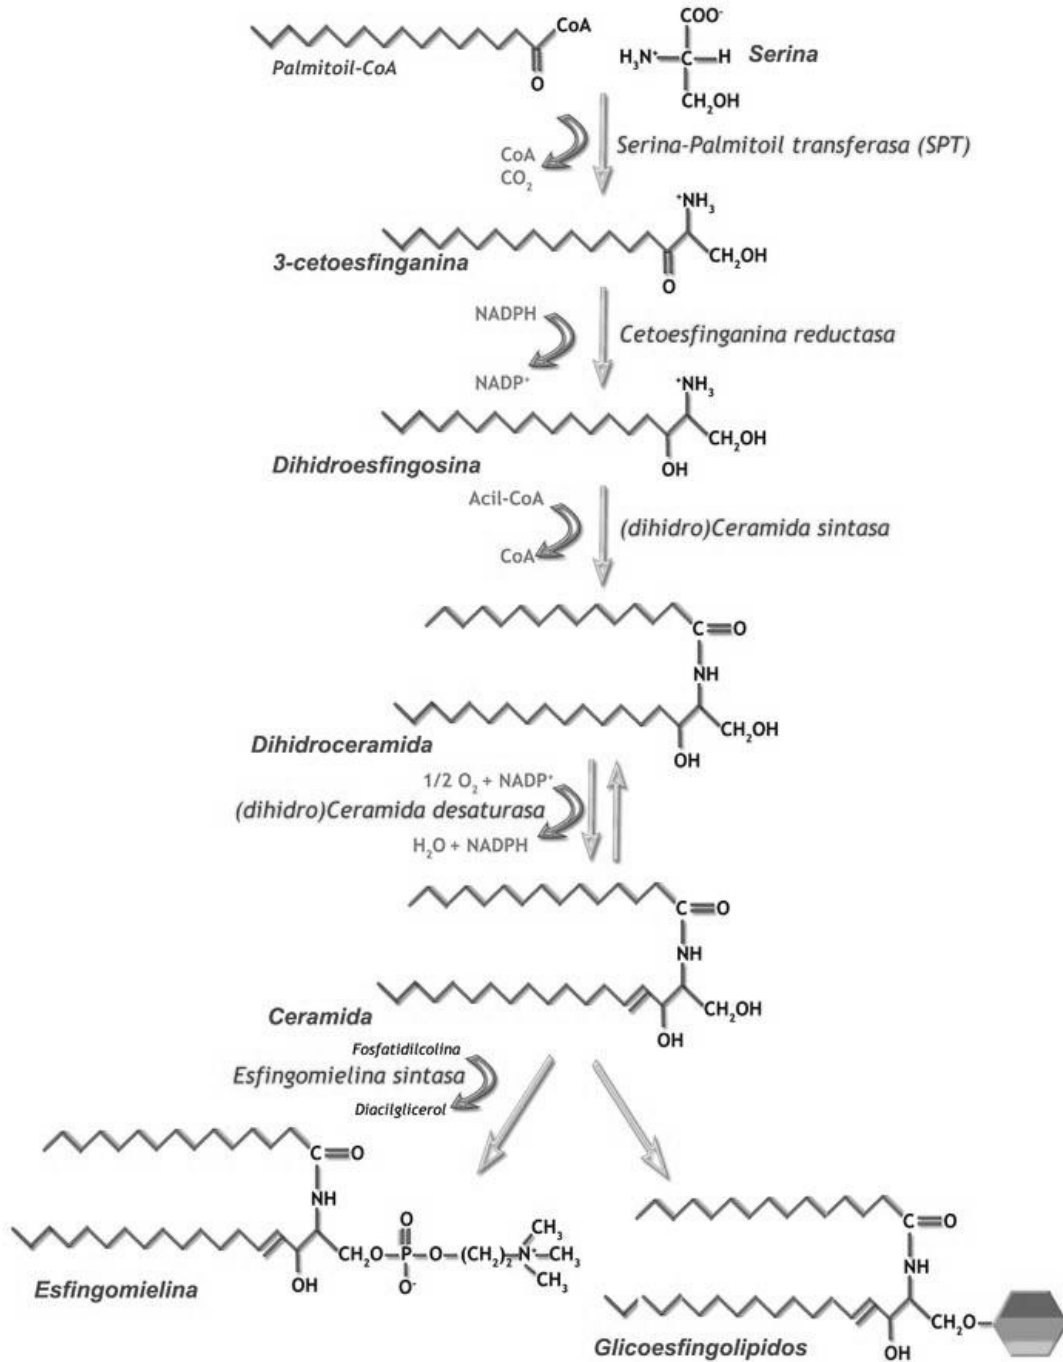 CoA
Palmitoil-CoA
O
COO⁻
H₃N⁺—C—H
CH₂OH
Serina
CoA
CO₂
Serina-Palmitoil transferasa (SPT)
⁺NH₃
CH₂OH
O
3-cetoesfinganina
NADPH
NADP⁺
Cetoesfinganina reductasa
⁺NH₃
CH₂OH
OH
Dihidroesfingosina
Acil-CoA
CoA
(dihidro)Ceramida sintasa
C=O
NH
CH₂OH
OH
Dihidroceramida
1/2 O₂ + NADP⁺
(dihidro)Ceramida desaturasa
H₂O + NADPH
C=O
NH
CH₂OH
OH
Ceramida
Fosfatidilcolina
Esfingomielina sintasa
Diacilglicerol
C=O
NH
O
CH₃
CH₂O—P—O—(CH₂)₂—N⁺—CH₃
O⁻
CH₃
OH
Esfingomielina
C=O
NH
CH₂O
OH
Glicoesfingolipidos